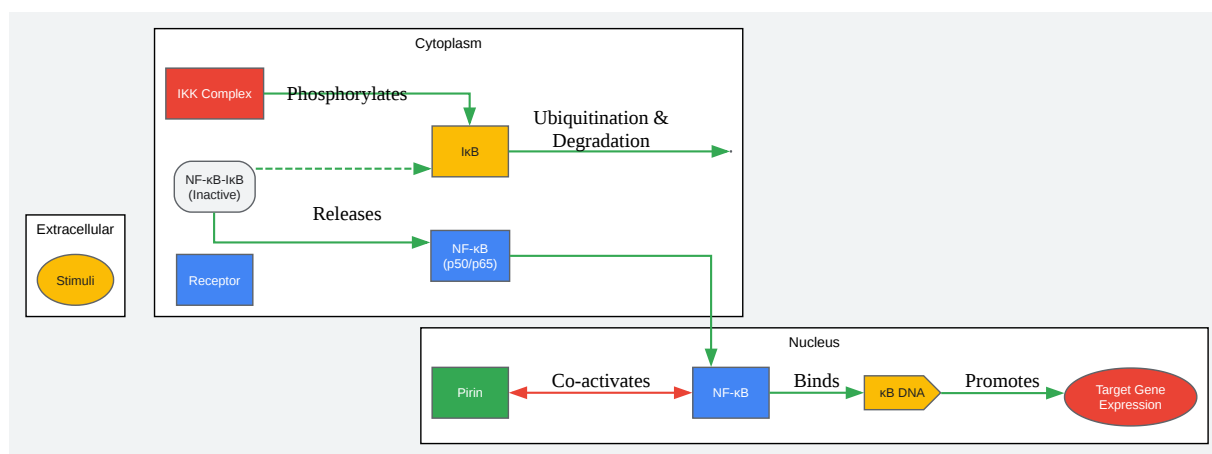 Cytoplasm
IKK Complex
Phosphorylates
Ubiquitination &
Degradation
IκB
NF-κB-IκB
(Inactive)
Releases
Extracellular
Stimuli
NF-κB
(p50/p65)
Receptor
Nucleus
Pirin
Co-activates
NF-κB
Binds
κB DNA
Promotes
Target Gene
Expression